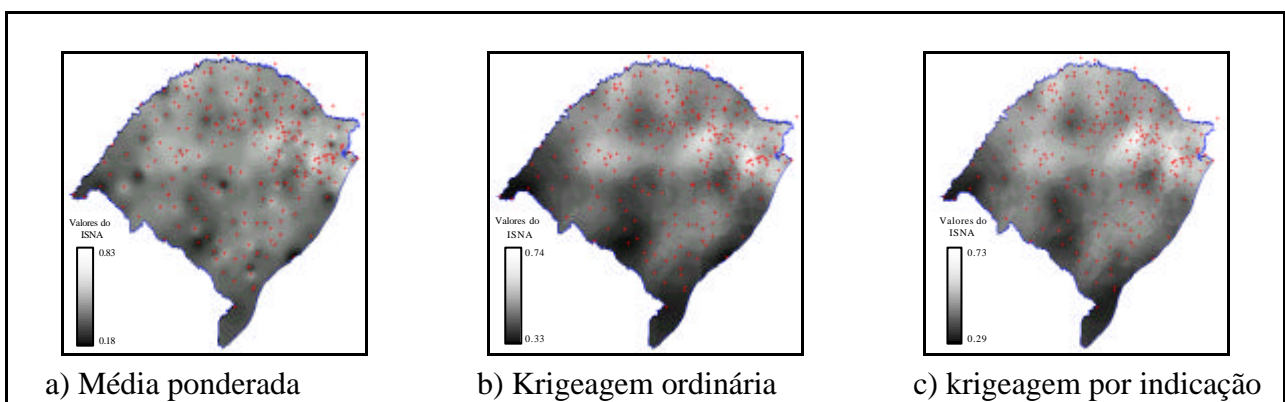 Valores do
ISNA
0.83
0.18
a) Média ponderada
Valores do
ISNA
0.74
0.33
b) Krigeagem ordinária
Valores do
ISNA
0.73
0.29
c) krigeagem por indicação